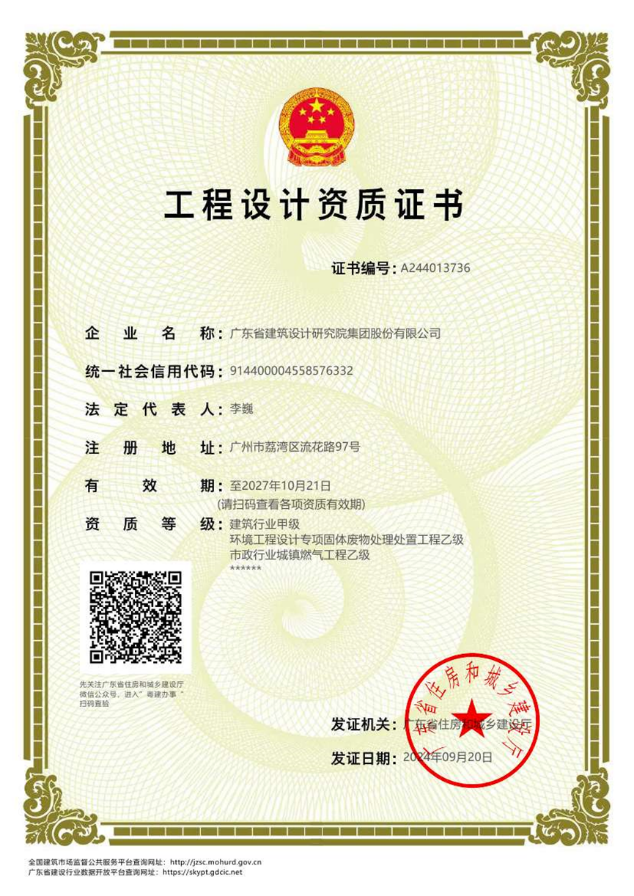 工程设计资质证书
证书编号：A244013736
企业名称：广东省建筑设计研究院集团股份有限公司
统一社会信用代码：914400004558576332
法定代表人：李巍
注册地址：广州市荔湾区流花路97号
有效期：至2027年10月21日
(请扫码查看各项资质有效期)
资质等级：建筑行业甲级
环境工程设计专项固体废物处理处置工程乙级
市政行业城镇燃气工程乙级
******
先关注广东省住房和城乡建设厅
微信公众号，进入“粤建办事”
扫码查验
广东省住房和城乡建设厅
发证机关：广东省住房和城乡建设厅
发证日期：2024年09月20日
全国建筑市场监督公共服务平台查询网址：http://jzsc.mohurd.gov.cn
广东省建设行业数据开放平台查询网址：https://skypt.gdcic.net